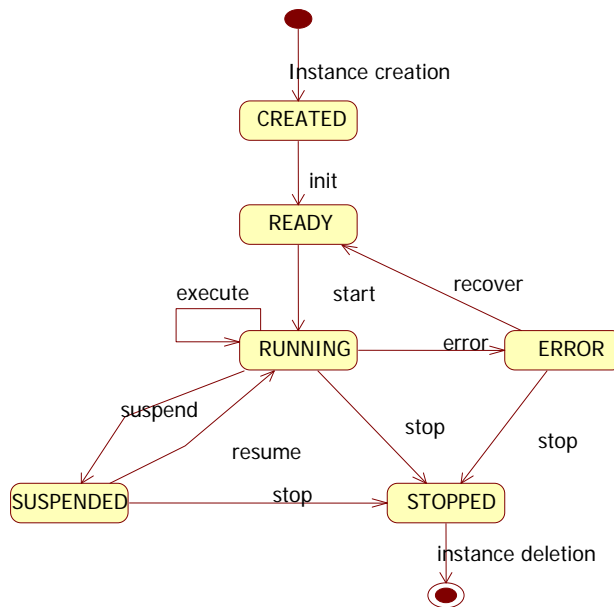 Instance creation
CREATED
init
READY
recover
execute
start
RUNNING
error
ERROR
suspend
resume
stop
stop
SUSPENDED
stop
STOPPED
instance deletion